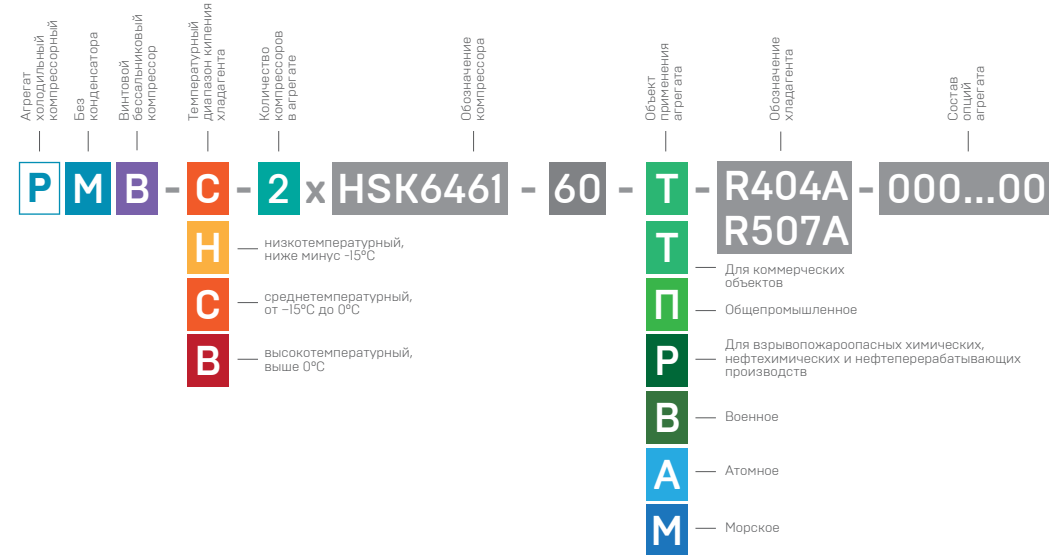 Агрегат
холодильный
компрессорный
Без
конденсатора
Винтовой
бессальниковый
компрессор
Температурный
диапазон кипения
хладагента
Количество
компрессоров
в агрегате
Обозначение
компрессора
Объект
применения
агрегата
Обозначение
хладагента
Состав
опций
агрегата
Р М В - С - 2 x HSK6461 - 60 - Т - R404A - 000...00
R507A
Н
низкотемпературный,
ниже минус -15°С
С
среднетемпературный,
от –15°С до 0°С
В
высокотемпературный,
выше 0°С
Т
Для коммерческих
объектов
П
Общепромышленное
Р
Для взрывопожароопасных химических,
нефтехимических и нефтеперерабатывающих
производств
В
Военное
А
Атомное
М
Морское